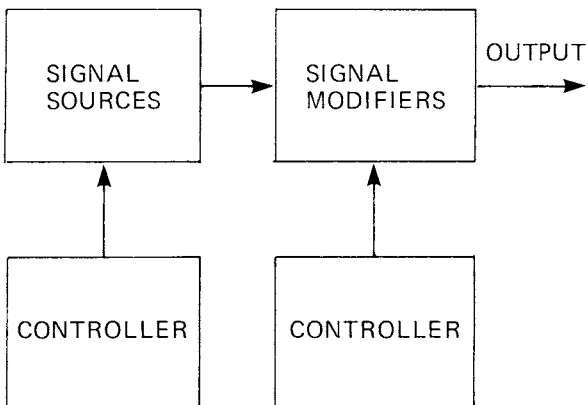 SIGNAL
SOURCES
SIGNAL
MODIFIERS
OUTPUT
CONTROLLER
CONTROLLER